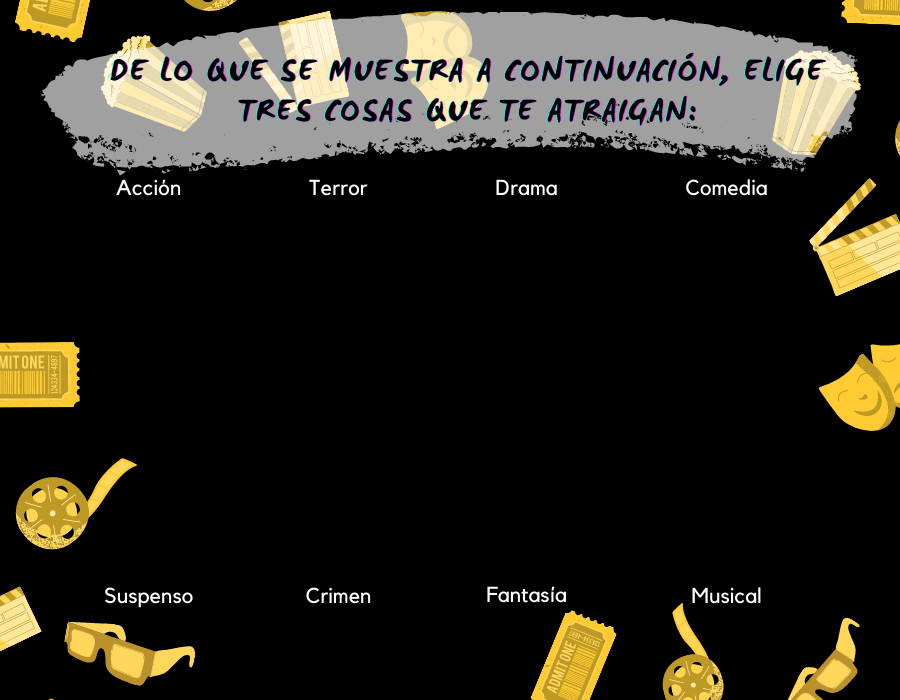 DE LO QUE SE MUESTRA A CONTINUACIÓN, ELIGE
TRES COSAS QUE TE ATRAIGAN:
Acción Terror Drama Comedia
MIT ONE
Suspenso Crimen Fantasía Musical
ADMIT ONE